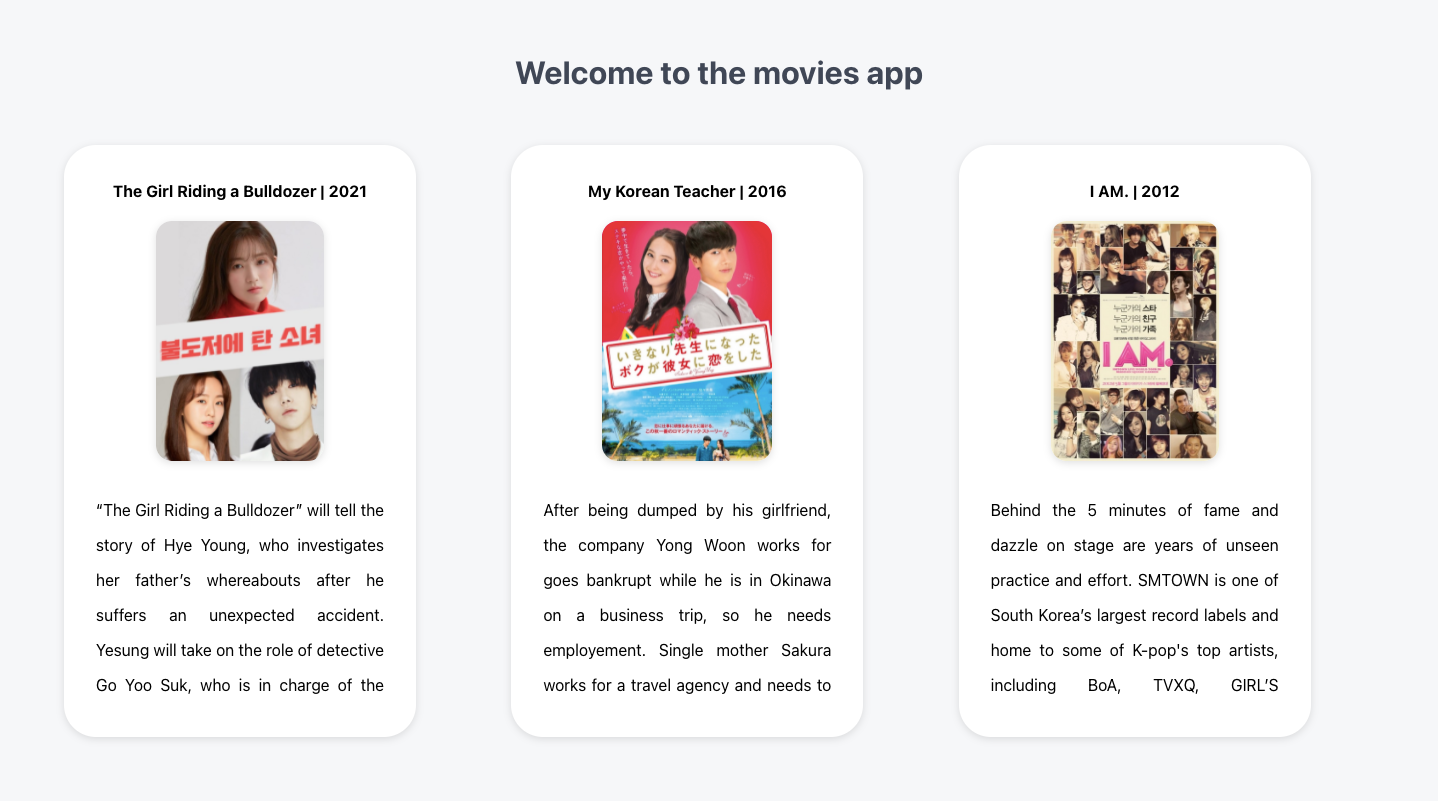 Welcome to the movies app
The Girl Riding a Bulldozer | 2021
불도저에 탄 소녀
“The Girl Riding a Bulldozer” will tell the
story of Hye Young, who investigates
her father’s whereabouts after he
suffers an unexpected accident.
Yesung will take on the role of detective
Go Yoo Suk, who is in charge of the
My Korean Teacher | 2016
いきなり先生になった
ボクが彼女に恋をした
After being dumped by his girlfriend,
the company Yong Woon works for
goes bankrupt while he is in Okinawa
on a business trip, so he needs
employement. Single mother Sakura
works for a travel agency and needs to
I AM. | 2012
누군가의 스타
누군가의 친구
누군가의 가족
I AM.
Behind the 5 minutes of fame and
dazzle on stage are years of unseen
practice and effort. SMTOWN is one of
South Korea’s largest record labels and
home to some of K-pop's top artists,
including BoA, TVXQ, GIRL’S